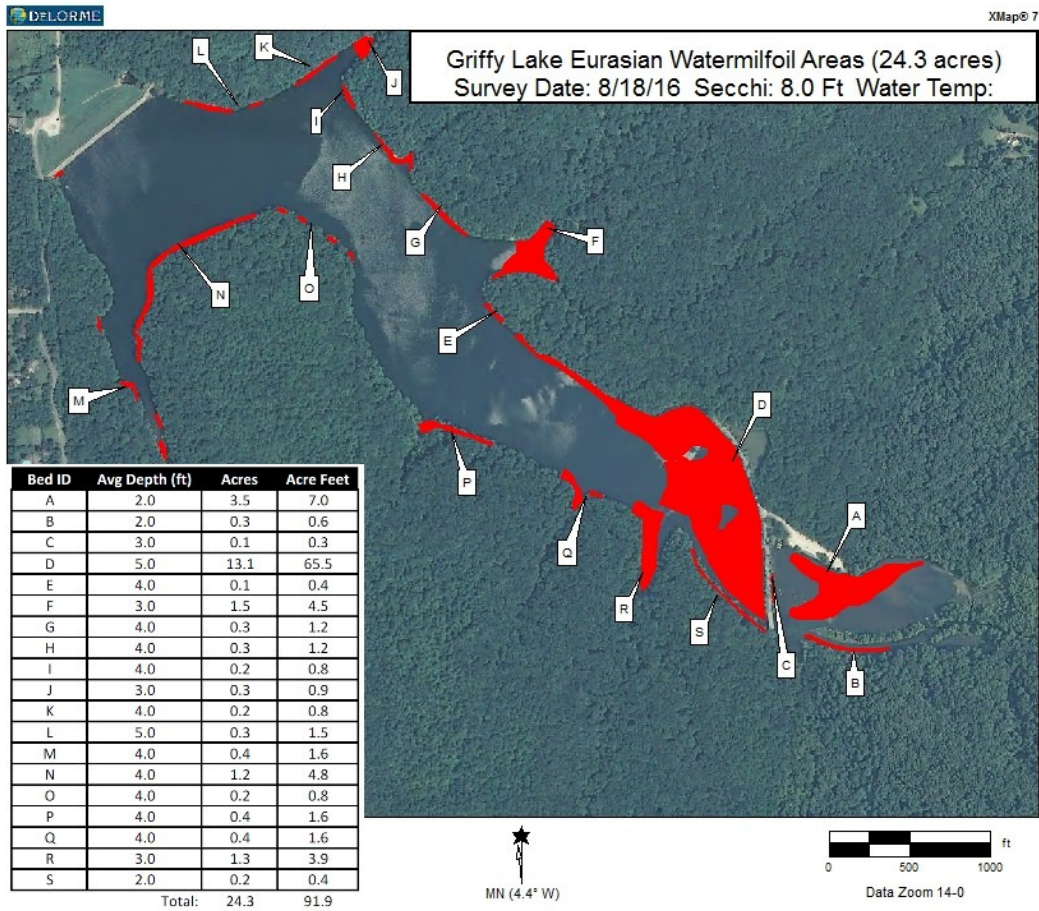 DELORME
XMap® 7
Griffy Lake Eurasian Watermilfoil Areas (24.3 acres)
Survey Date: 8/18/16 Secchi: 8.0 Ft Water Temp:
L
K
J
I
H
G
F
N
O
E
M
D
P
A
Q
R
S
C
B
Bed ID Avg Depth (ft) Acres Acre Feet
A 2.0 3.5 7.0
B 2.0 0.3 0.6
C 3.0 0.1 0.3
D 5.0 13.1 65.5
E 4.0 0.1 0.4
F 3.0 1.5 4.5
G 4.0 0.3 1.2
H 4.0 0.3 1.2
I 4.0 0.2 0.8
J 3.0 0.3 0.9
K 4.0 0.2 0.8
L 5.0 0.3 1.5
M 4.0 0.4 1.6
N 4.0 1.2 4.8
O 4.0 0.2 0.8
P 4.0 0.4 1.6
Q 4.0 0.4 1.6
R 3.0 1.3 3.9
S 2.0 0.2 0.4
Total: 24.3 91.9
MN (4.4° W)
ft
0 500 1000
Data Zoom 14-0